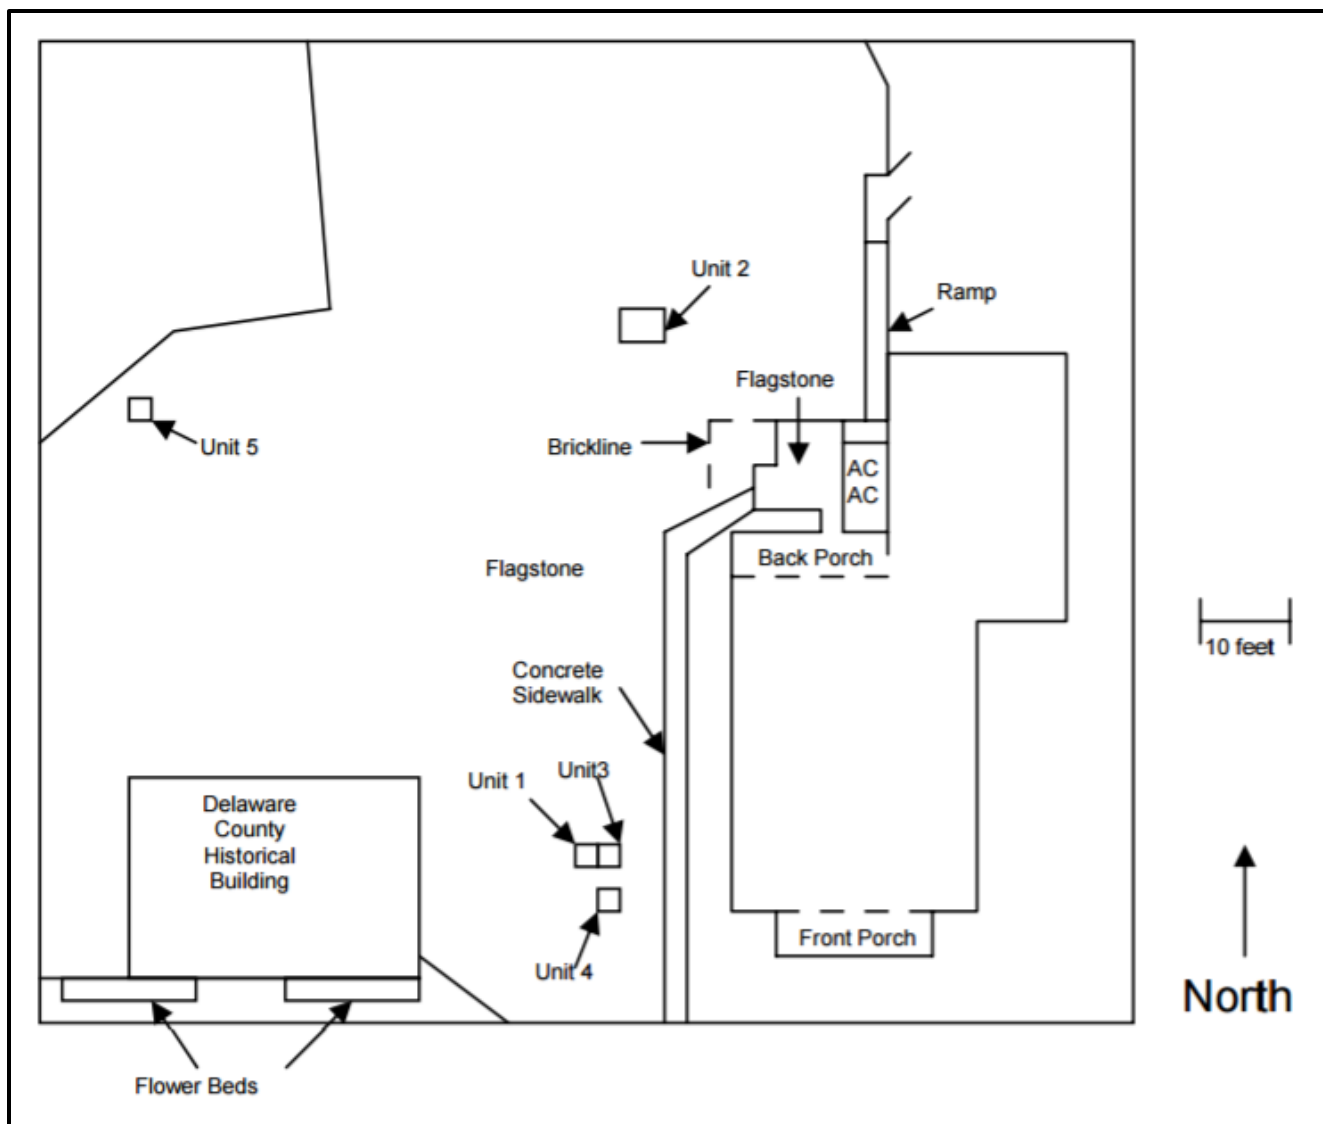 Unit 2
Ramp
Flagstone
Unit 5
Brickline
AC
AC
Back Porch
Flagstone
10 feet
Concrete
Sidewalk
Unit 1
Unit3
Delaware
County
Historical
Building
Front Porch
Unit 4
North
Flower Beds